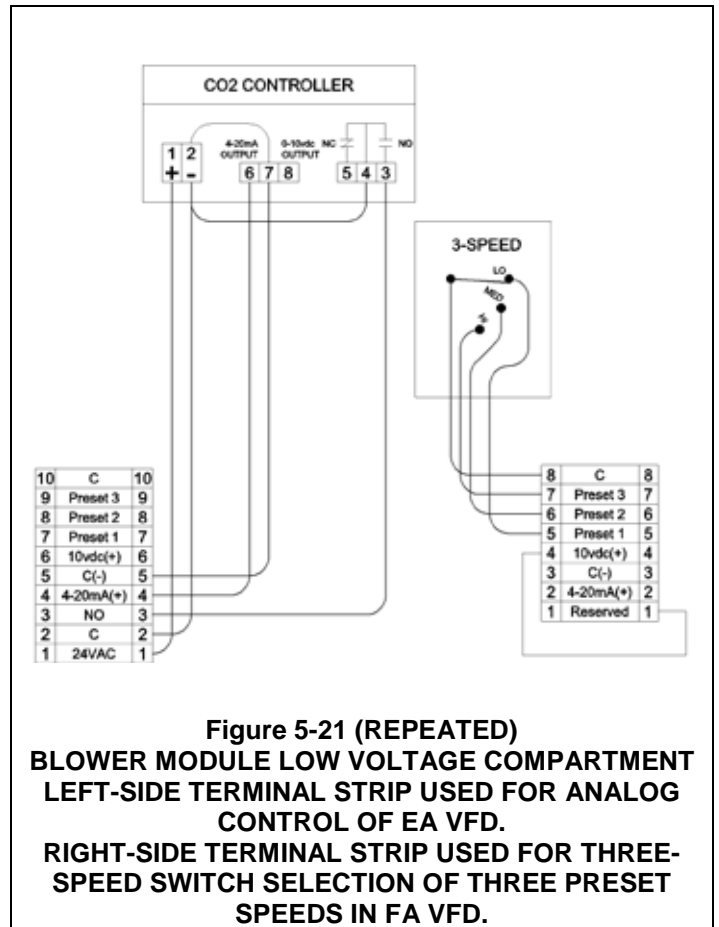 CO2 CONTROLLER
1 2
+ -
4-20mA OUTPUT
0-10vdc OUTPUT
NC
NO
6 7 8
5 4 3
3-SPEED
LO
MED
HI
10 C 10
9 Preset 3 9
8 Preset 2 8
7 Preset 1 7
6 10vdc(+) 6
5 C(-) 5
4 4-20mA(+) 4
3 NO 3
2 C 2
1 24VAC 1
8 C 8
7 Preset 3 7
6 Preset 2 6
5 Preset 1 5
4 10vdc(+) 4
3 C(-) 3
2 4-20mA(+) 2
1 Reserved 1
Figure 5-21 (REPEATED)
BLOWER MODULE LOW VOLTAGE COMPARTMENT
LEFT-SIDE TERMINAL STRIP USED FOR ANALOG
CONTROL OF EA VFD.
RIGHT-SIDE TERMINAL STRIP USED FOR THREE-
SPEED SWITCH SELECTION OF THREE PRESET
SPEEDS IN FA VFD.